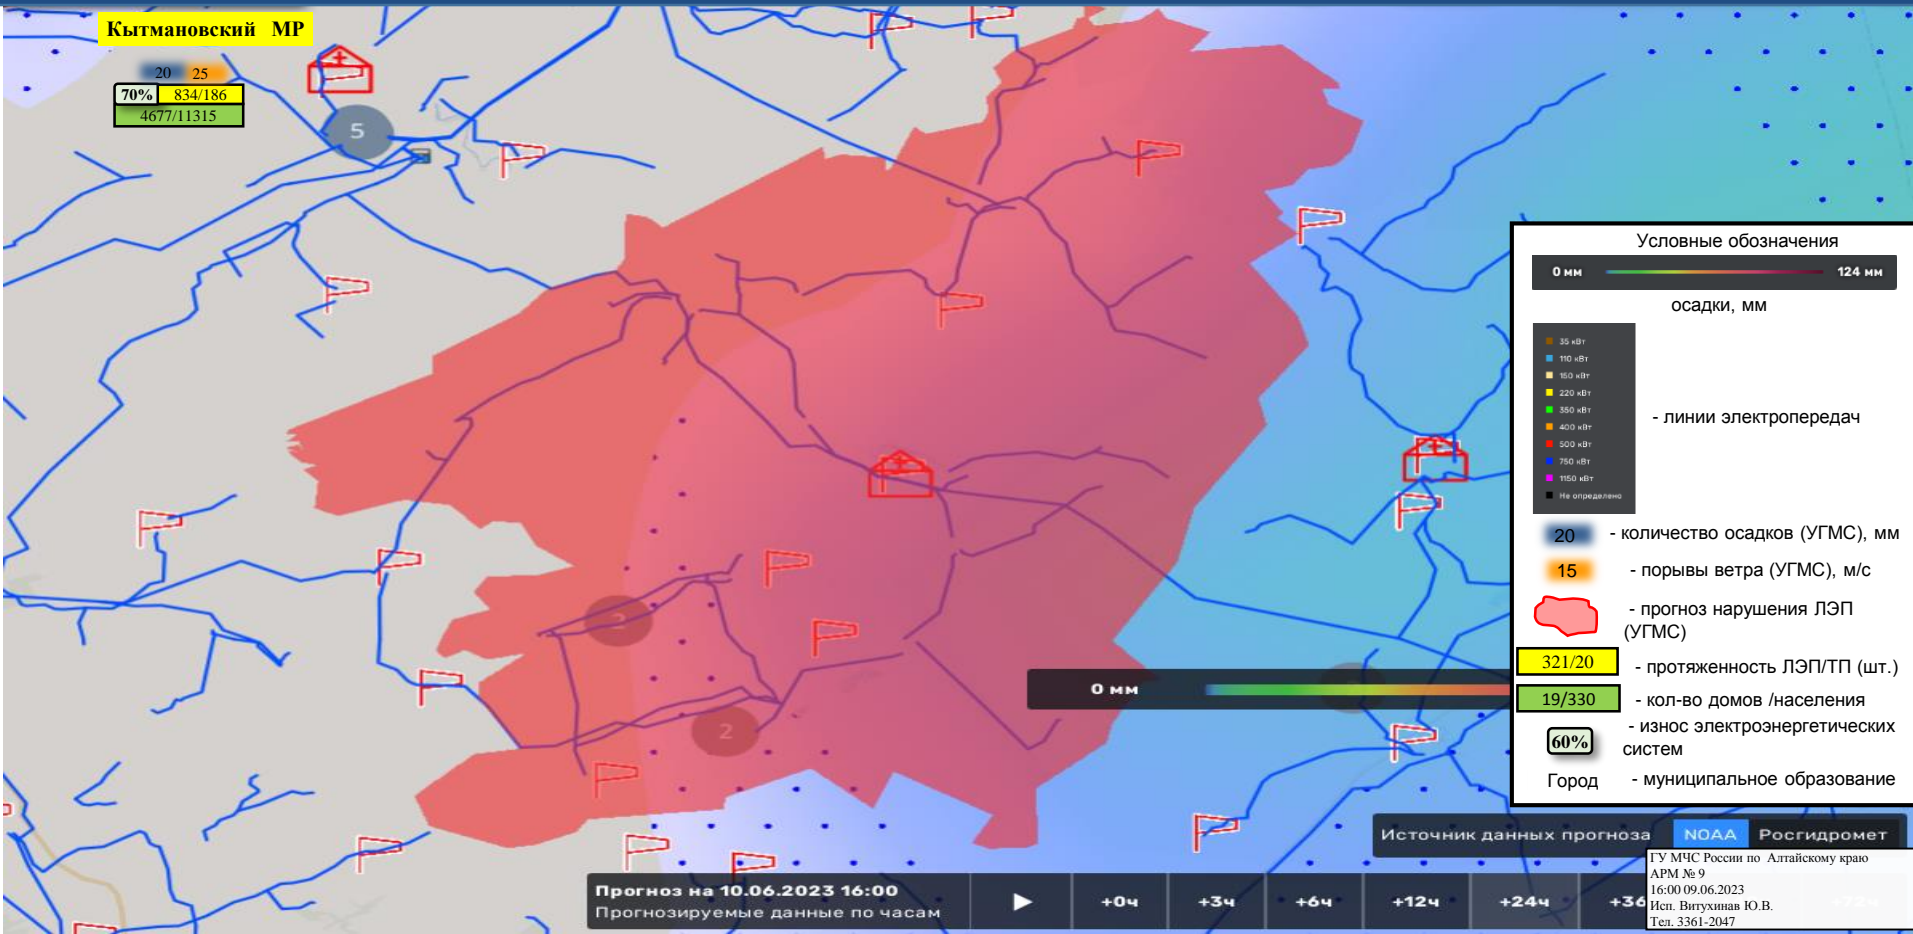 Кытмановский МР
20 25
70% 834/186
4677/11315
5
2
2
Условные обозначения
0 мм 124 мм
осадки, мм
35 кВт
110 кВт
150 кВт
220 кВт
350 кВт
400 кВт
500 кВт
750 кВт
1150 кВт
Не определено
- линии электропередач
20 - количество осадков (УГМС), мм
15 - порывы ветра (УГМС), м/с
- прогноз нарушения ЛЭП
(УГМС)
321/20 - протяженность ЛЭП/ТП (шт.)
19/330 - кол-во домов /населения
60% - износ электроэнергетических
систем
Город - муниципальное образование
0 мм
Источник данных прогноза NOAA Росгидромет
Прогноз на 10.06.2023 16:00
Прогнозируемые данные по часам
+0ч +3ч +6ч +12ч +24ч +36
ГУ МЧС России по Алтайскому краю
АРМ № 9
16:00 09.06.2023
Исп. Витухинав Ю.В.
Тел. 3361-2047